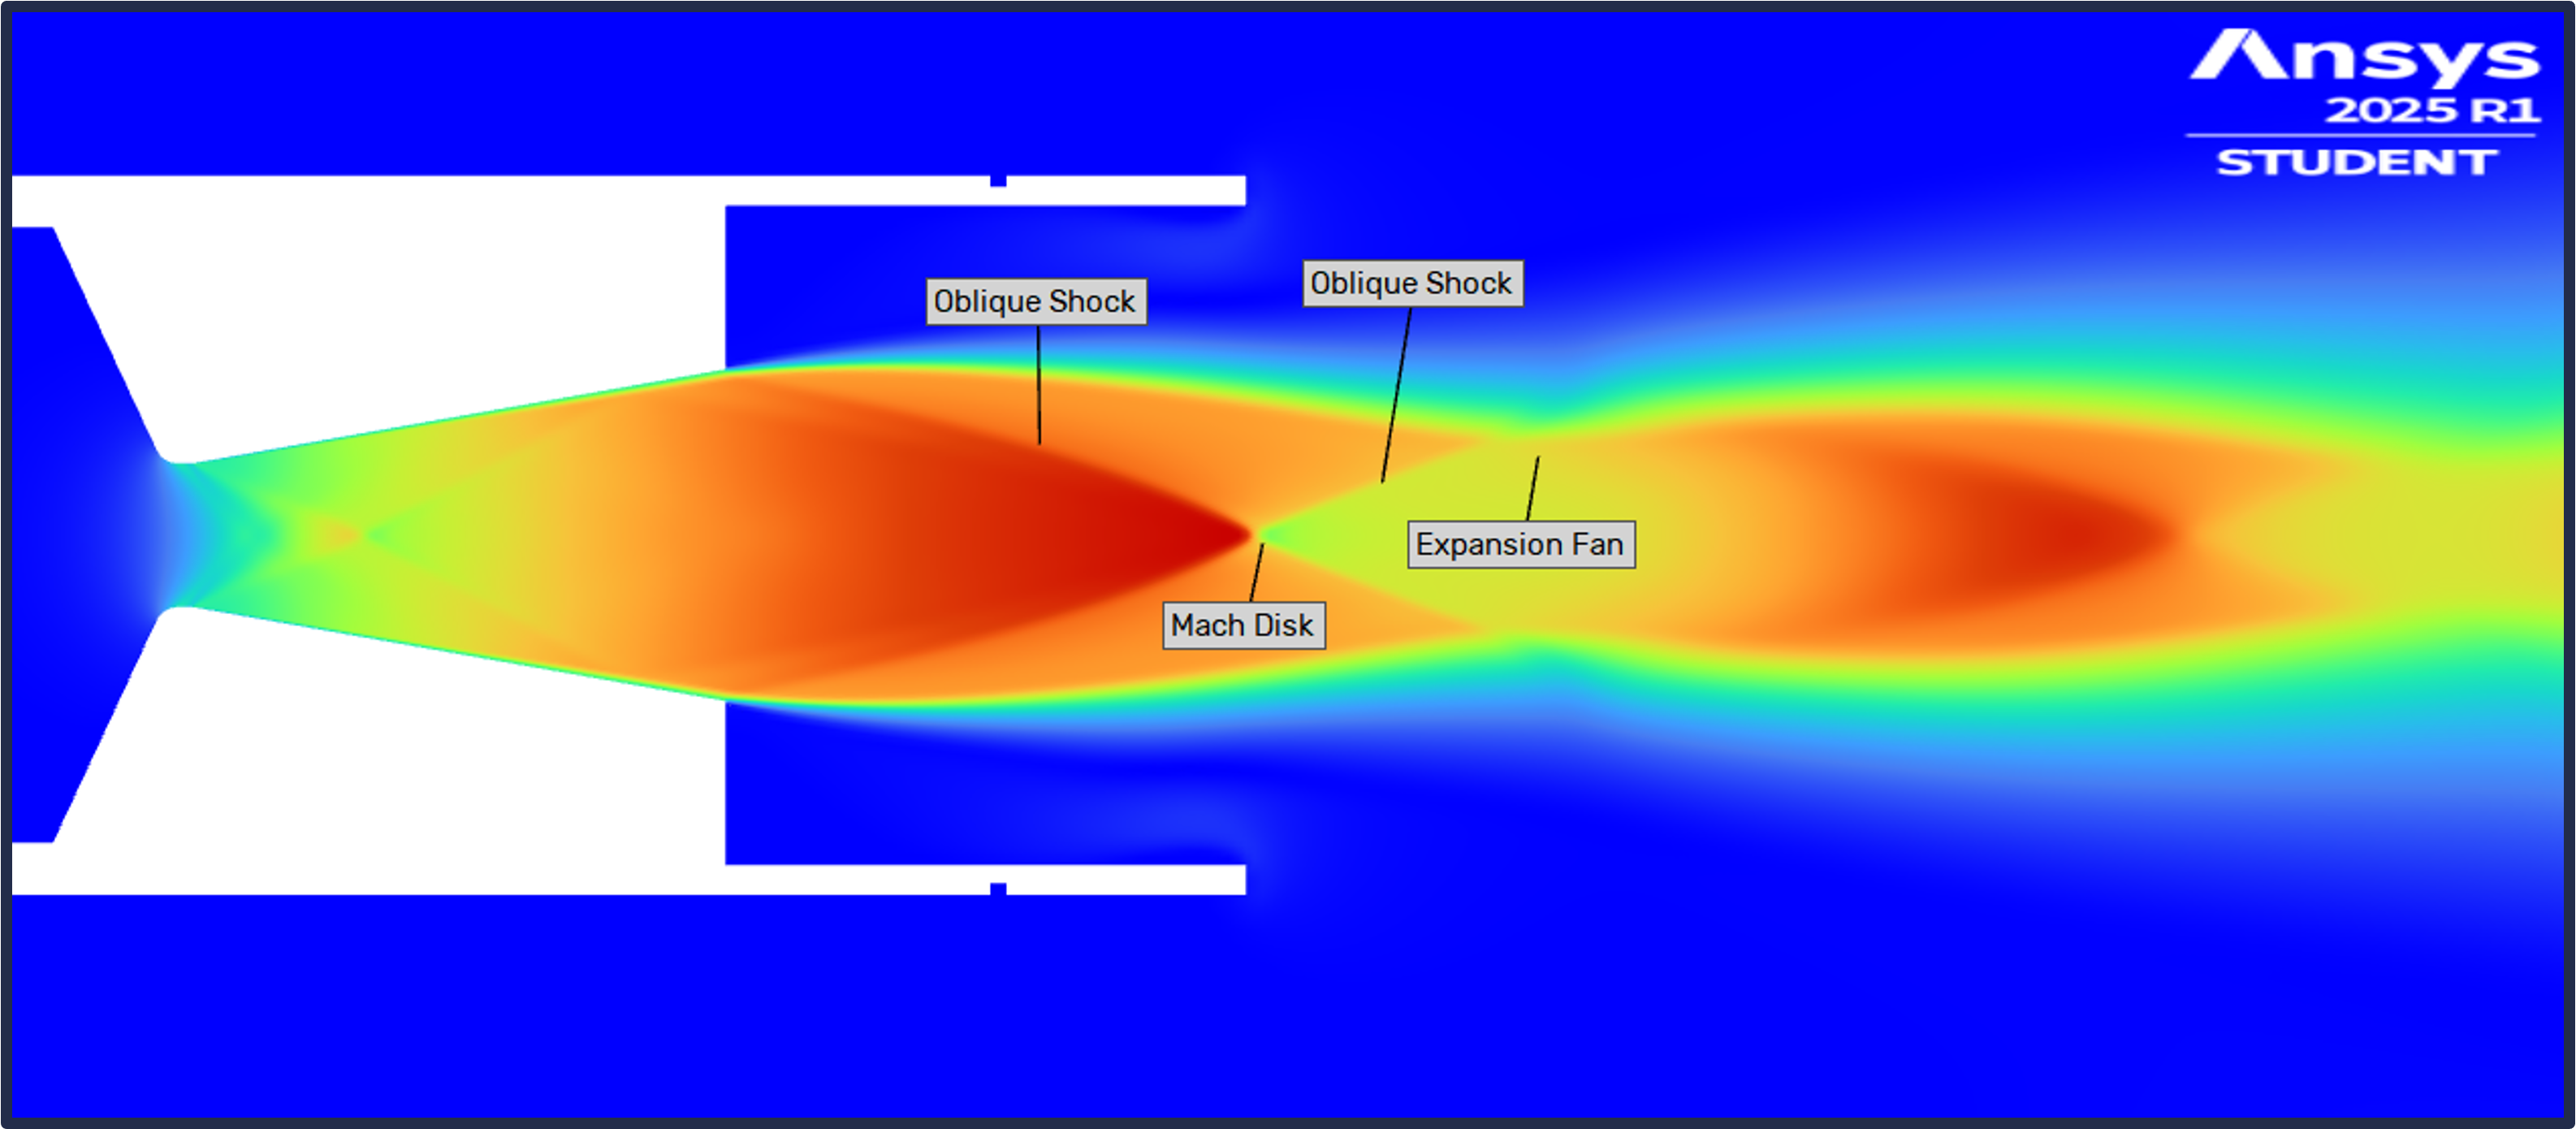 Ansys
2025 R1
STUDENT
Oblique Shock
Oblique Shock
Expansion Fan
Mach Disk